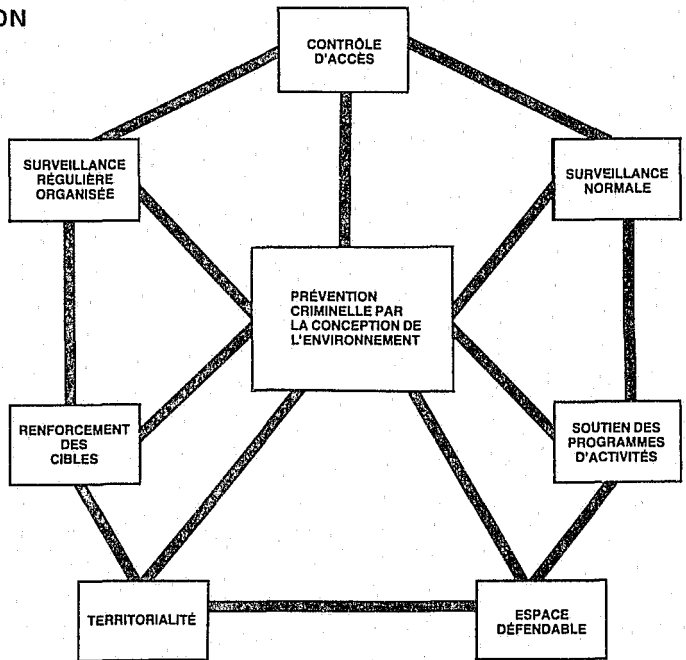 ON
CONTRÔLE
D'ACCÈS
SURVEILLANCE
RÉGULIÈRE
ORGANISÉE
SURVEILLANCE
NORMALE
PRÉVENTION
CRIMINELLE PAR
LA CONCEPTION DE
L'ENVIRONNEMENT
RENFORCEMENT
DES
CIBLES
SOUTIEN DES
PROGRAMMES
D'ACTIVITÉS
TERRITORIALITÉ
ESPACE
DÉFENDABLE